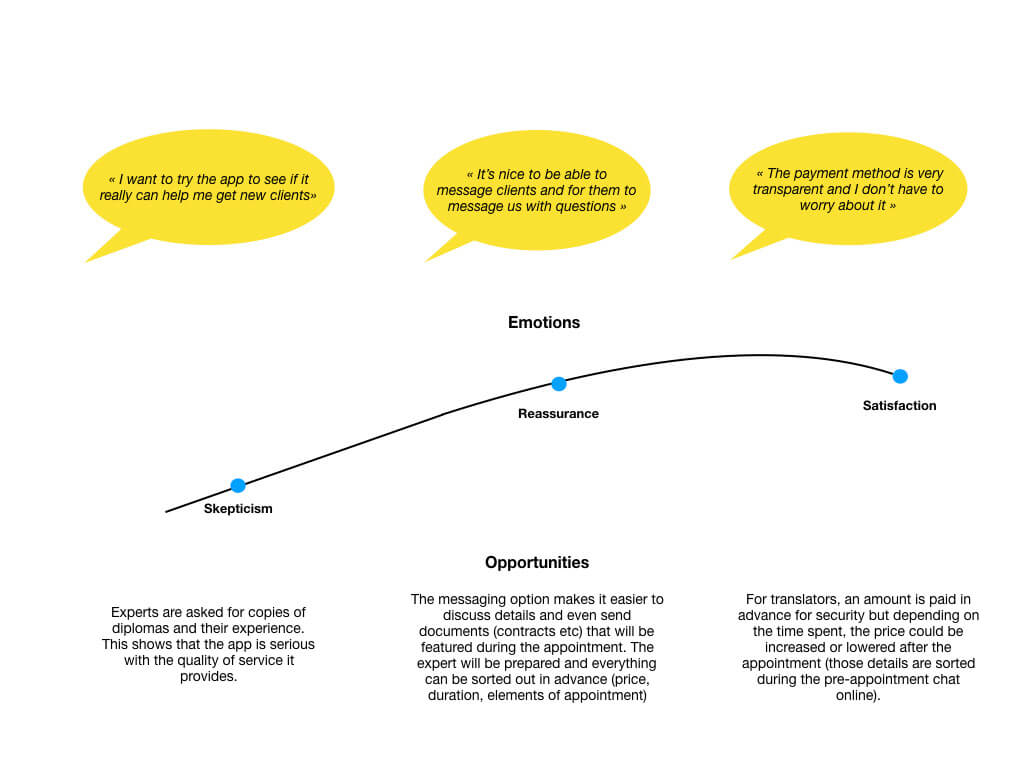 « I want to try the app to see if it
really can help me get new clients»
« It’s nice to be able to
message clients and for them to
message us with questions »
« The payment method is very
transparent and I don’t have to
worry about it »
Emotions
Skepticism
Reassurance
Satisfaction
Opportunities
Experts are asked for copies of
diplomas and their experience.
This shows that the app is serious
with the quality of service it
provides.
The messaging option makes it easier to
discuss details and even send
documents (contracts etc) that will be
featured during the appointment. The
expert will be prepared and everything
can be sorted out in advance (price,
duration, elements of appointment)
For translators, an amount is paid in
advance for security but depending on
the time spent, the price could be
increased or lowered after the
appointment (those details are sorted
during the pre-appointment chat
online).